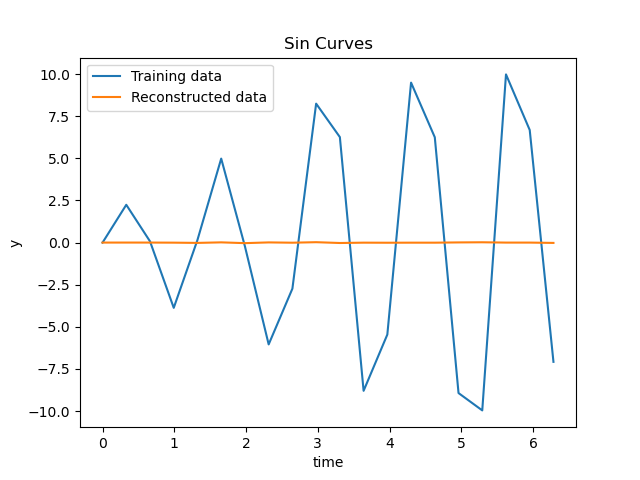 Sin Curves
Training data
Reconstructed data
10.0
7.5
5.0
2.5
0.0
−2.5
−5.0
−7.5
−10.0
y
0 1 2 3 4 5 6
time